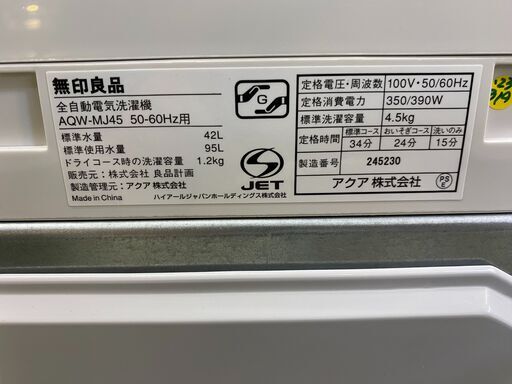 無印良品
全自動電気洗濯機
AQW-MJ45 50-60Hz用
標準水量 42L
標準使用水量 95L
ドライコース時の洗濯容量 1.2kg
販売元：株式会社 良品計画
製造管理元：アクア 株式会社
Made in China
ハイアールジャパンホールディングス株式会社
G
S
JET
定格電圧・周波数 100V・50/60Hz
定格消費電力 350/390W
標準洗濯容量 4.5kg
定格時間 標準コース おいそぎコース 洗いのみ
34分 24分 15分
製造番号 245230
アクア 株式会社
PS
E